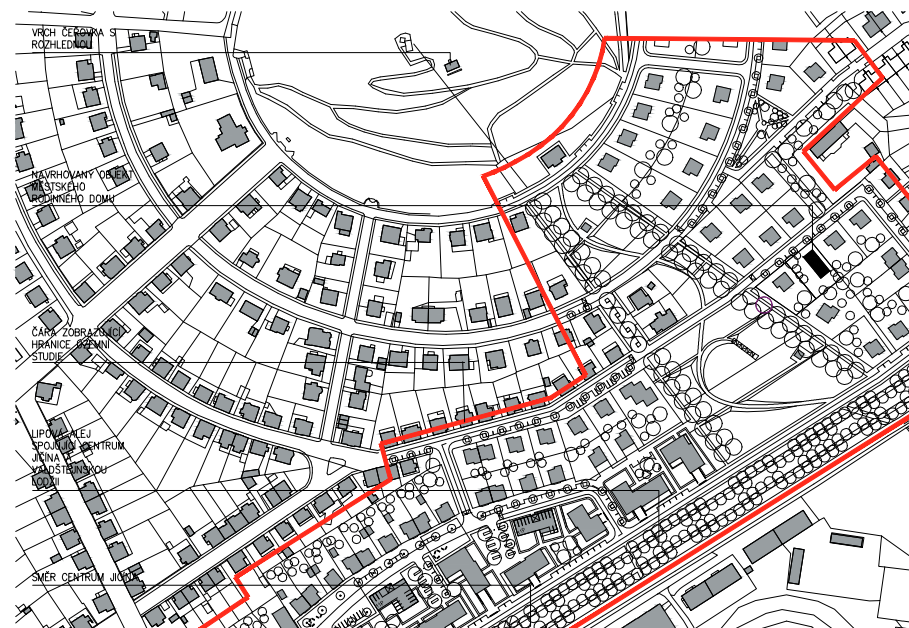 VRCH ČEŘOVKA S
ROZHLEDNOU
NAVRHOVANÝ OBJEKT
MĚSTSKÉHO
RODINNÉHO DOMU
ČÁRA ZOBRAZUJÍCÍ
HRANICE ÚZEMNÍ
STUDIE
LIPOVÁ ALEJ
SPOJUJÍCÍ CENTRUM
JIČÍNA A
VALDŠTEJNSKOU
LODŽII
SMĚR CENTRUM JIČÍNA